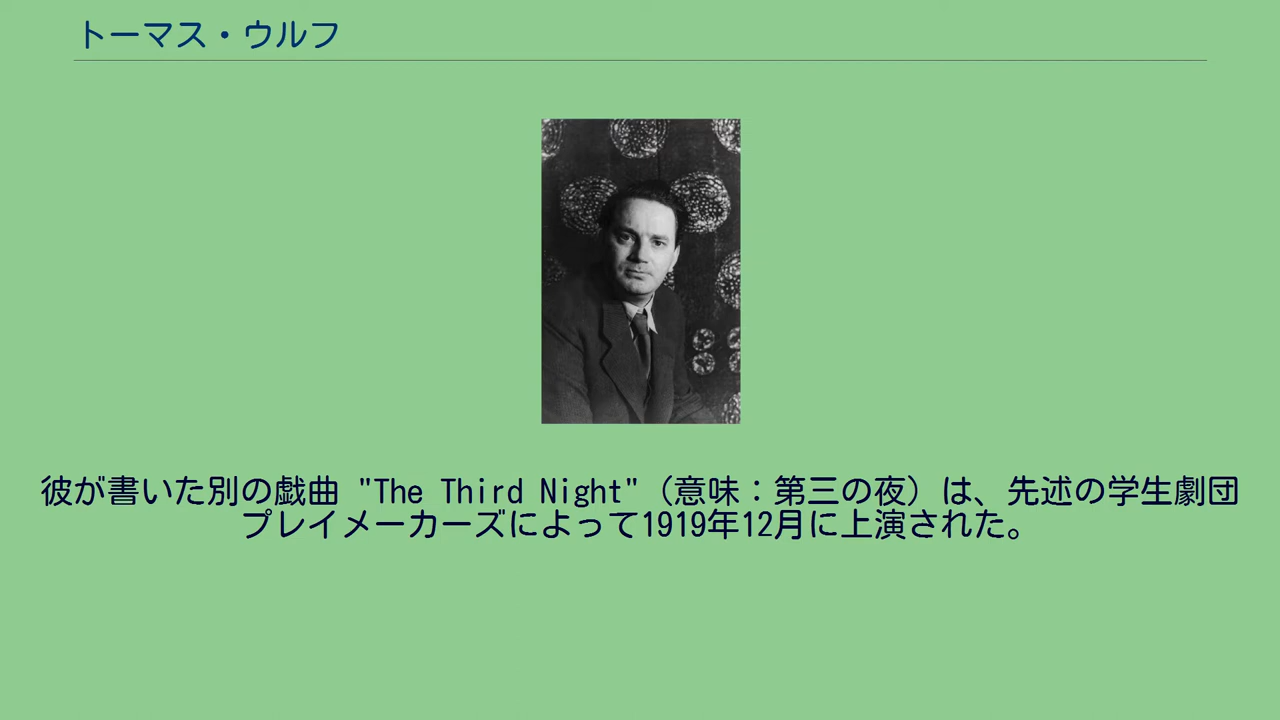 トーマス・ウルフ
彼が書いた別の戯曲 "The Third Night"（意味：第三の夜）は、先述の学生劇団
プレイメーカーズによって1919年12月に上演された。